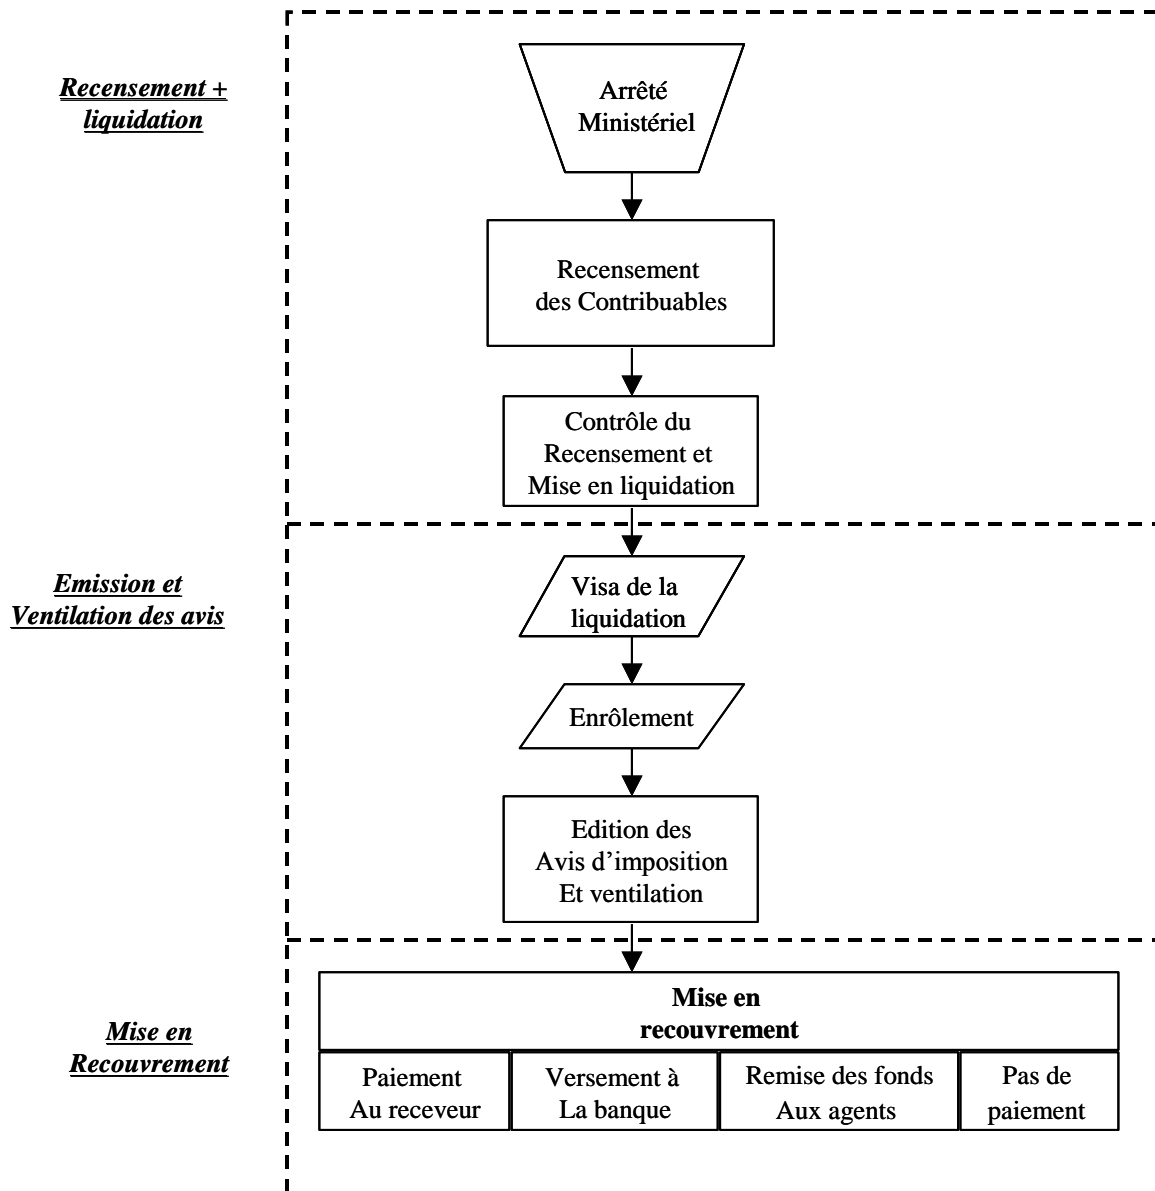 Recensement +
liquidation
Arrêté
Ministériel
Recensement
des Contribuables
Contrôle du
Recensement et
Mise en liquidation
Emission et
Ventilation des avis
Visa de la
liquidation
Enrôlement
Edition des
Avis d’imposition
Et ventilation
Mise en
Recouvrement
Mise en
recouvrement
Paiement
Au receveur
Versement à
La banque
Remise des fonds
Aux agents
Pas de
paiement